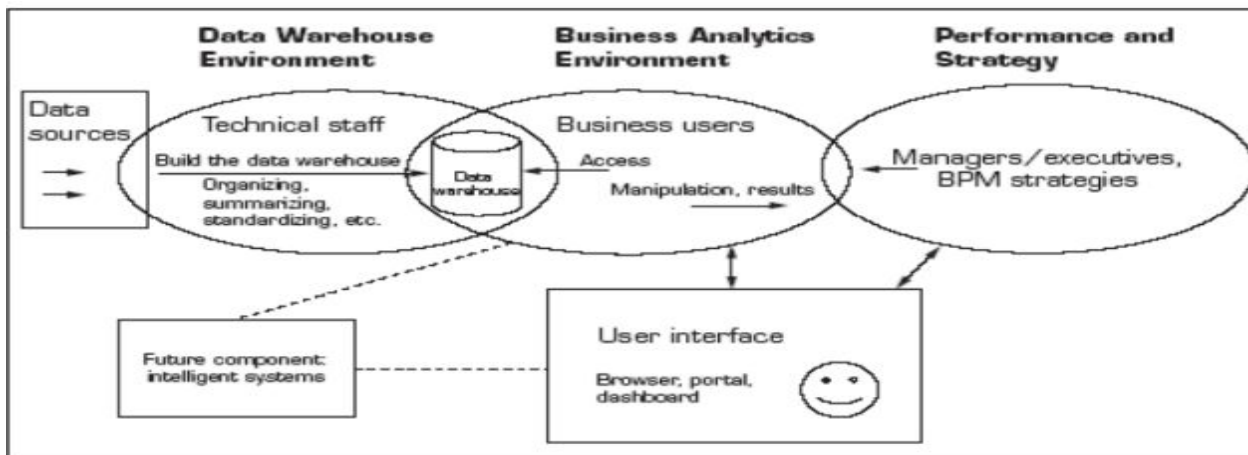 Data Warehouse
Environment
Business Analytics
Environment
Performance and
Strategy
Data
sources
Technical staff
Build the data warehouse
Organizing,
summarizing,
standardizing, etc.
Data
warehouse
Business users
Access
Manipulation, results
Managers/executives,
BPM strategies
Future component:
intelligent systems
User interface
Browser, portal,
dashboard